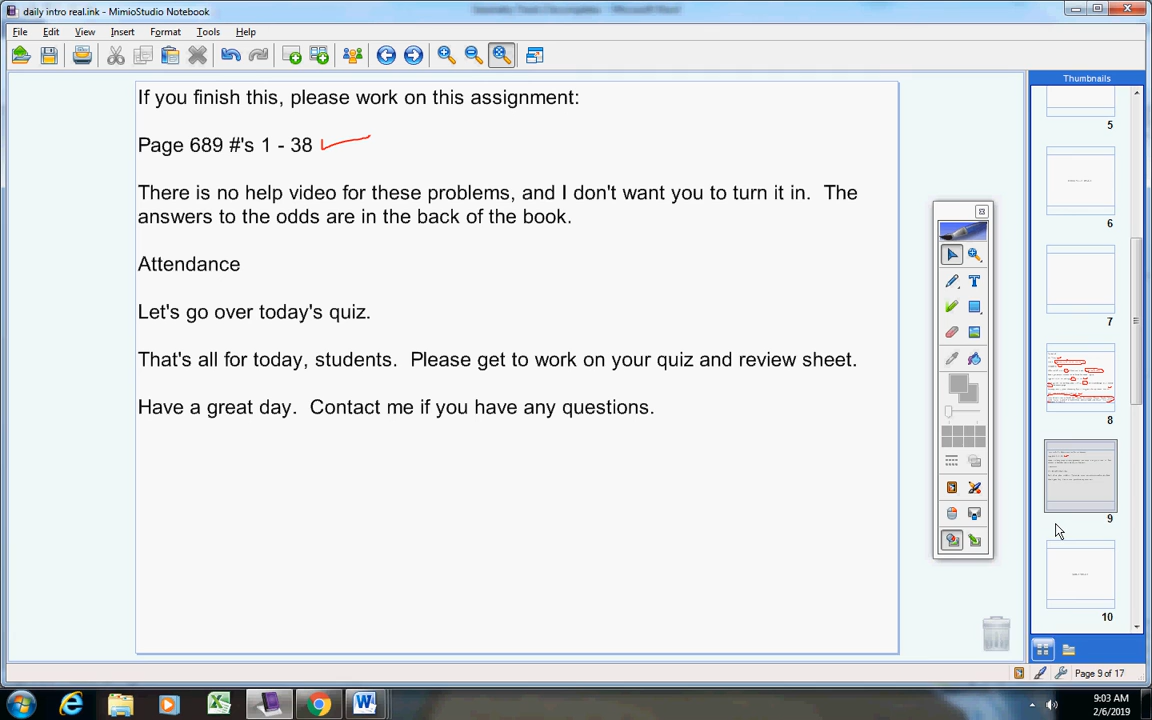 daily intro real.ink - MimioStudio Notebook
File Edit View Insert Format Tools Help
If you finish this, please work on this assignment:
Page 689 #'s 1 - 38
There is no help video for these problems, and I don't want you to turn it in. The
answers to the odds are in the back of the book.
Attendance
Let's go over today's quiz.
That's all for today, students. Please get to work on your quiz and review sheet.
Have a great day. Contact me if you have any questions.
Thumbnails
5
6
7
8
9
10
Page 9 of 17
9:03 AM
2/6/2019